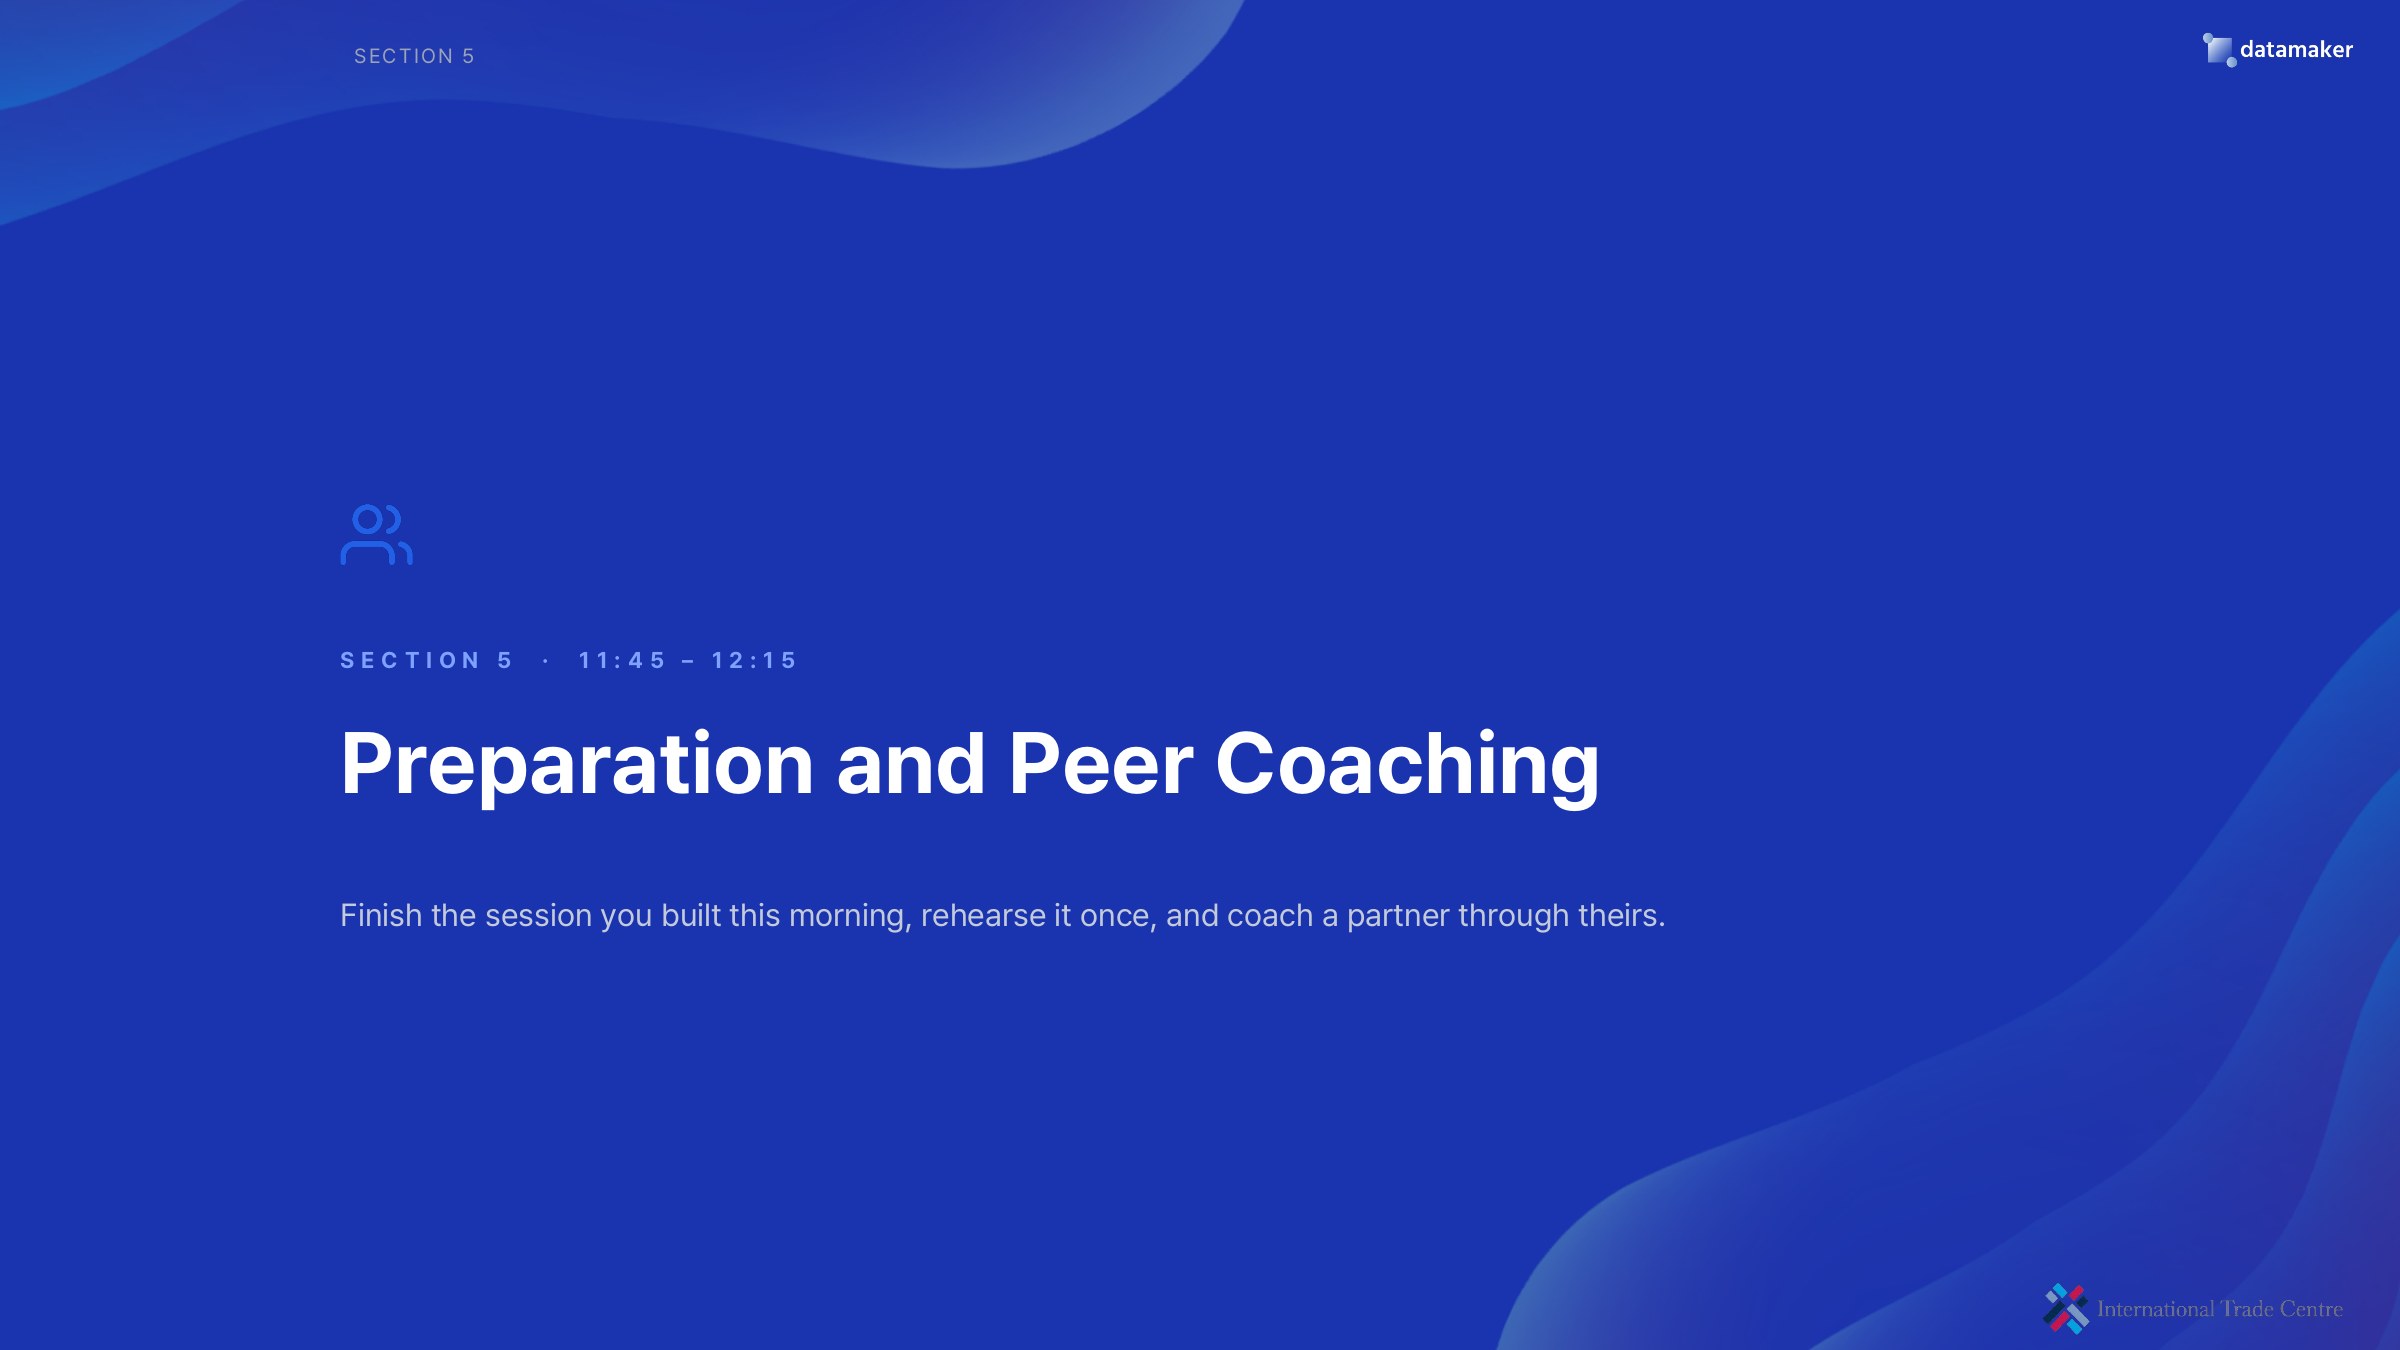 SECTION 5
datamaker
SECTION 5 · 11:45 – 12:15
Preparation and Peer Coaching
Finish the session you built this morning, rehearse it once, and coach a partner through theirs.
International Trade Centre